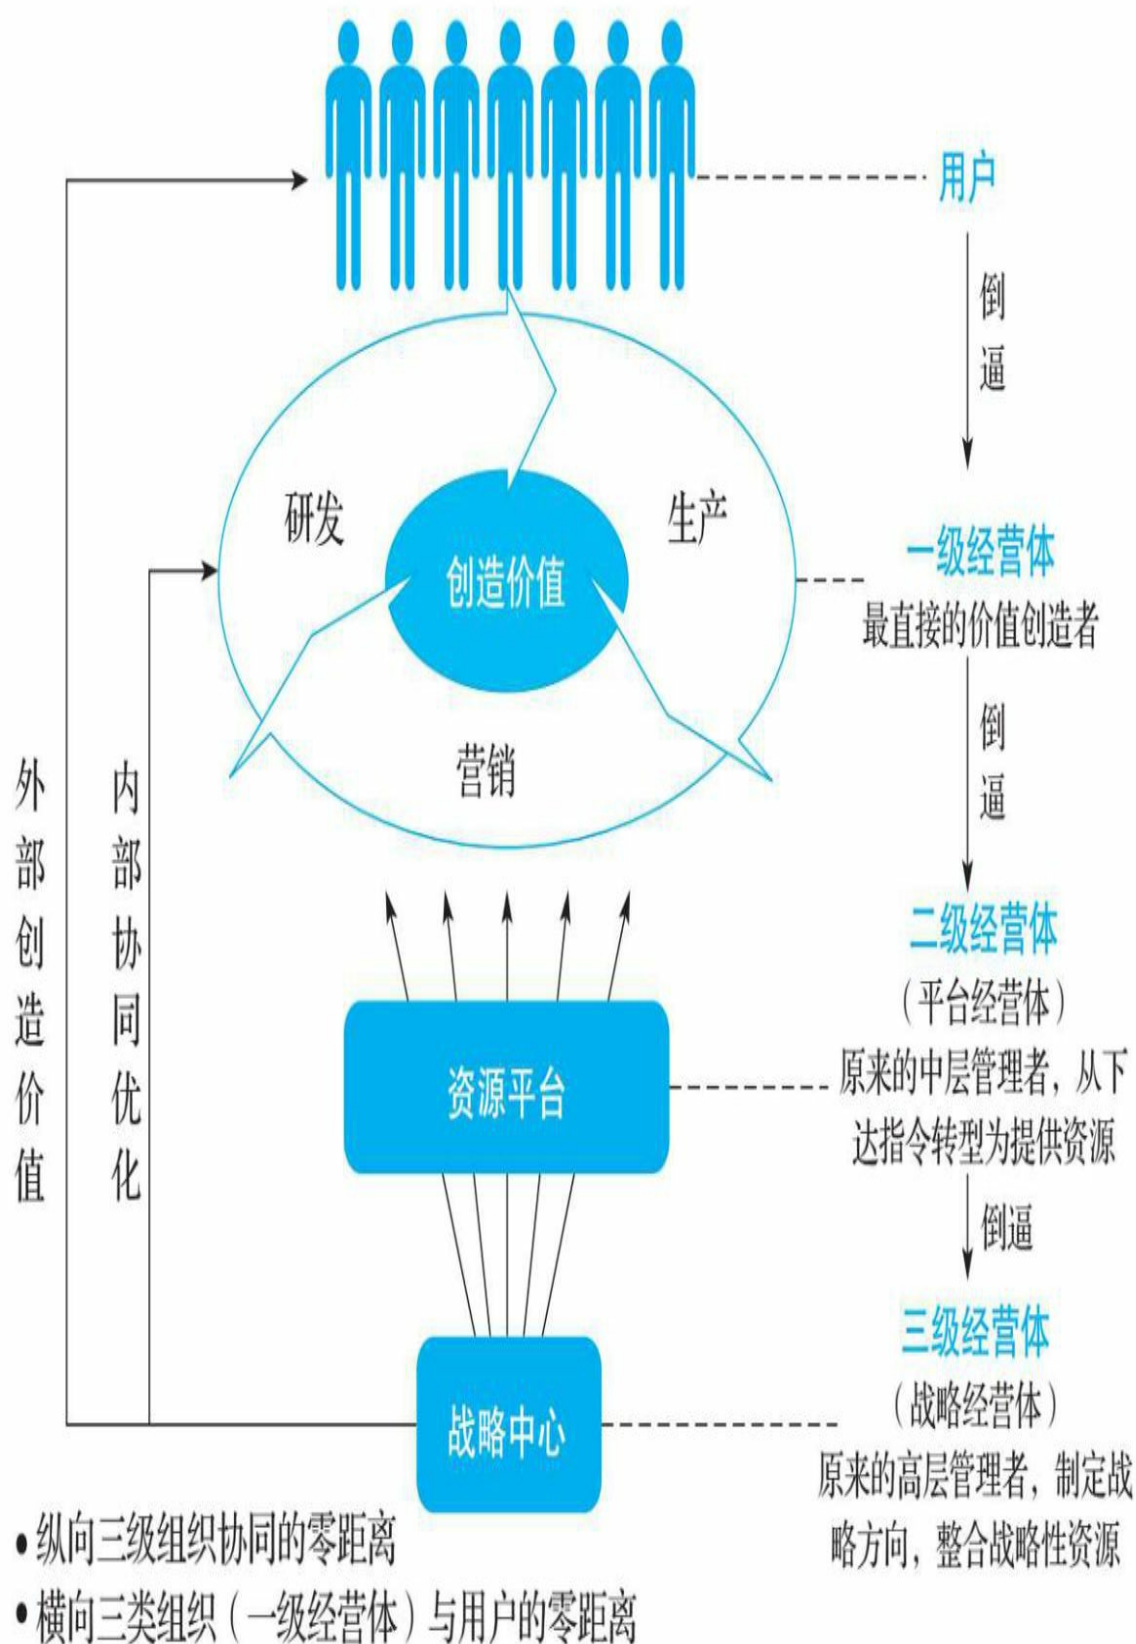 用户
倒逼
研发
生产
创造价值
营销
一级经营体
最直接的价值创造者
倒逼
外部创造价值
内部协同优化
二级经营体
（平台经营体）
原来的中层管理者，从下
达指令转型为提供资源
资源平台
倒逼
三级经营体
（战略经营体）
原来的高层管理者，制定战
略方向，整合战略性资源
战略中心
• 纵向三级组织协同的零距离
• 横向三类组织（一级经营体）与用户的零距离